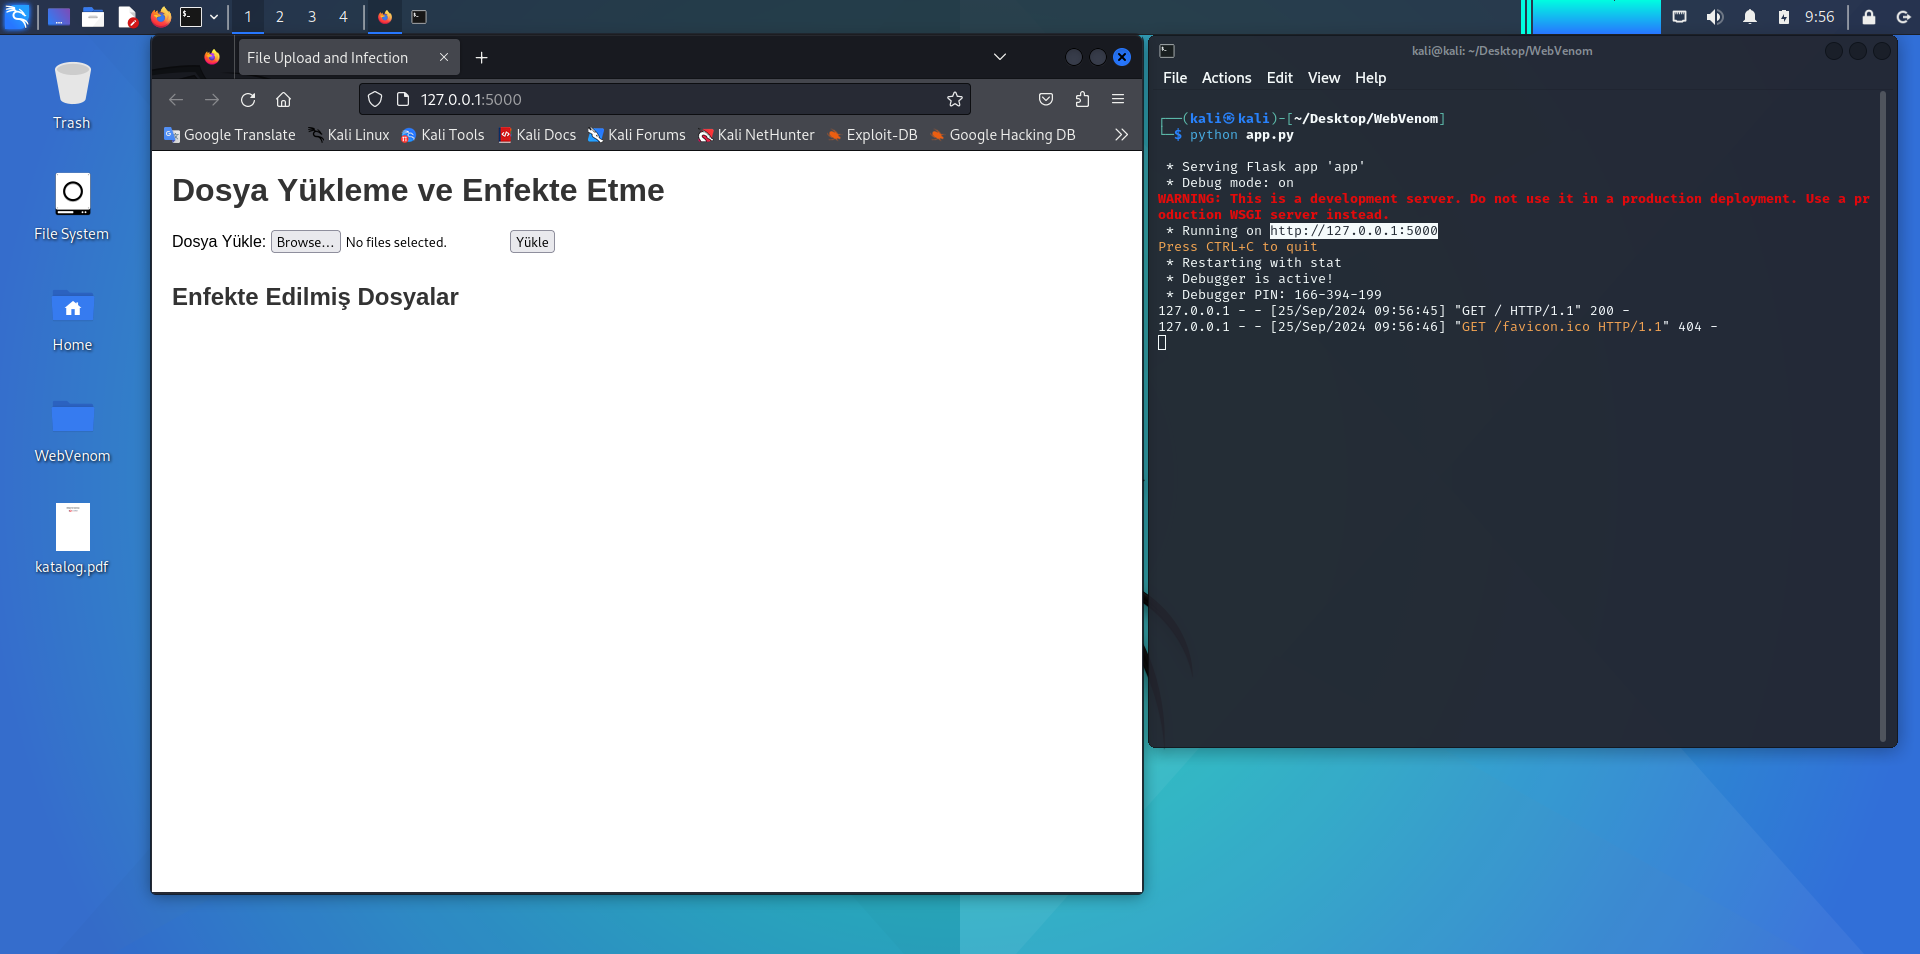 1 2 3 4
9:56
Trash
File System
Home
WebVenom
katalog.pdf
File Upload and Infection
127.0.0.1:5000
Google Translate Kali Linux Kali Tools Kali Docs Kali Forums Kali NetHunter Exploit-DB Google Hacking DB
Dosya Yükleme ve Enfekte Etme
Dosya Yükle: Browse... No files selected. Yükle
Enfekte Edilmiş Dosyalar
kali@kali: ~/Desktop/WebVenom
File Actions Edit View Help
┌──(kali㉿kali)-[~/Desktop/WebVenom]
└─$ python app.py
* Serving Flask app 'app'
* Debug mode: on
WARNING: This is a development server. Do not use it in a production deployment. Use a pr
oduction WSGI server instead.
* Running on http://127.0.0.1:5000
Press CTRL+C to quit
* Restarting with stat
* Debugger is active!
* Debugger PIN: 166-394-199
127.0.0.1 - - [25/Sep/2024 09:56:45] "GET / HTTP/1.1" 200 -
127.0.0.1 - - [25/Sep/2024 09:56:46] "GET /favicon.ico HTTP/1.1" 404 -